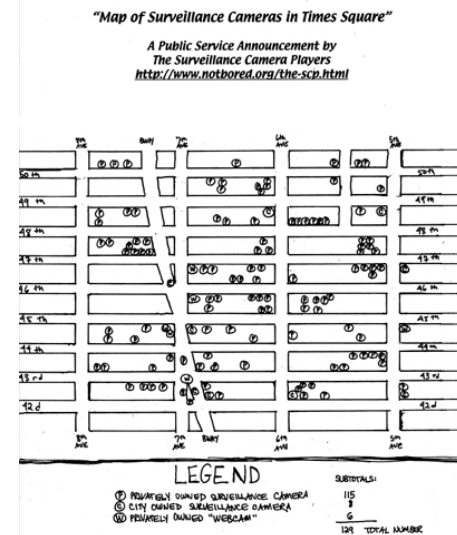 "Map of Surveillance Cameras in Times Square"
A Public Service Announcement by
The Surveillance Camera Players
http://www.notbored.org/the-scp.html
8th AVE BWY 7th AVE 6th AVE 5th AVE
50th 50th
49th 49th
48th 48th
47th 47th
46th 46th
45th 45th
44th 44th
43rd 43rd
42d 42d
8th AVE 7th AVE BWAY 6th AVE 5th AVE
LEGEND
SUBTOTALS:
Ⓟ PRIVATELY OWNED SURVEILLANCE CAMERA 115
Ⓒ CITY OWNED SURVEILLANCE CAMERA 8
Ⓦ PRIVATELY OWNED "WEBCAM" 6
129 TOTAL NUMBER